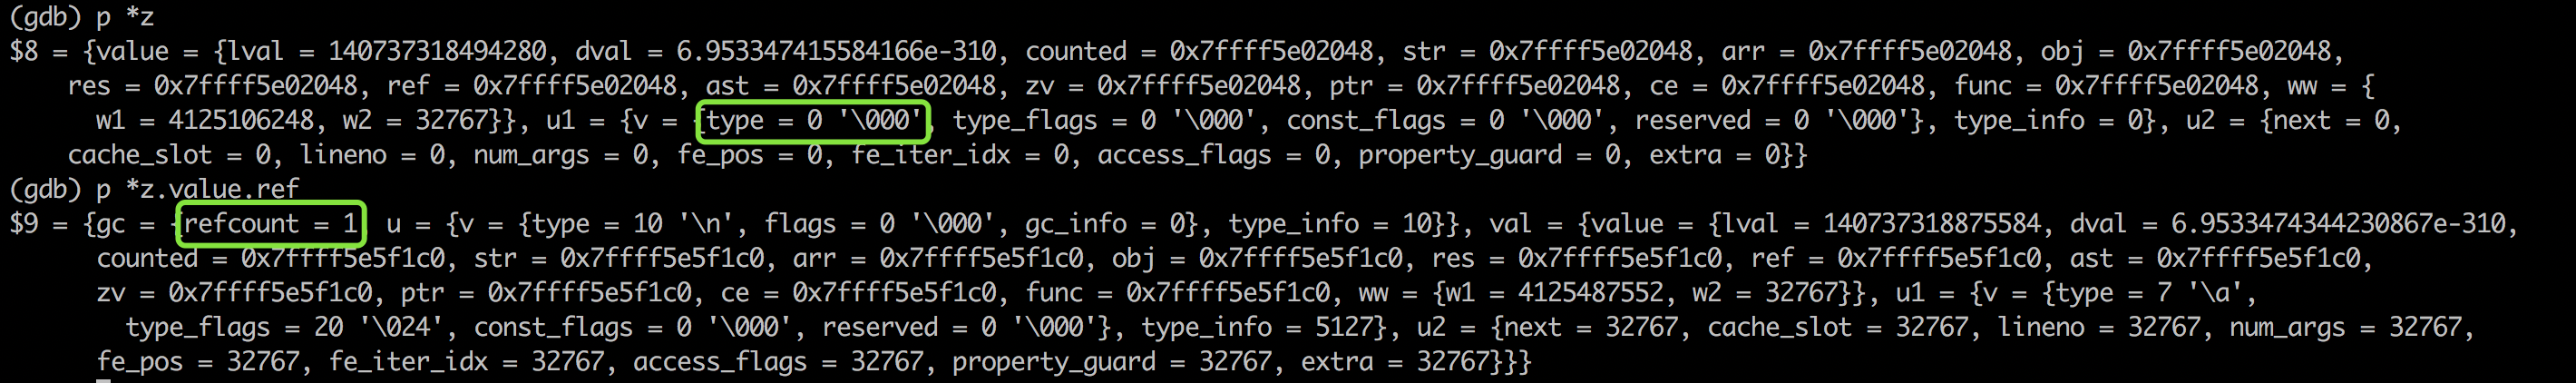 (gdb) p *z
$8 = {value = {lval = 140737318494280, dval = 6.953347415584166e-310, counted = 0x7ffff5e02048, str = 0x7ffff5e02048, arr = 0x7ffff5e02048, obj = 0x7ffff5e02048,
res = 0x7ffff5e02048, ref = 0x7ffff5e02048, ast = 0x7ffff5e02048, zv = 0x7ffff5e02048, ptr = 0x7ffff5e02048, ce = 0x7ffff5e02048, func = 0x7ffff5e02048, ww = {
w1 = 4125106248, w2 = 32767}}, u1 = {v = {type = 0 '\000', type_flags = 0 '\000', const_flags = 0 '\000', reserved = 0 '\000'}, type_info = 0}, u2 = {next = 0,
cache_slot = 0, lineno = 0, num_args = 0, fe_pos = 0, fe_iter_idx = 0, access_flags = 0, property_guard = 0, extra = 0}}
(gdb) p *z.value.ref
$9 = {gc = {refcount = 1, u = {v = {type = 10 '\n', flags = 0 '\000', gc_info = 0}, type_info = 10}}, val = {value = {lval = 140737318875584, dval = 6.9533474344230867e-310,
counted = 0x7ffff5e5f1c0, str = 0x7ffff5e5f1c0, arr = 0x7ffff5e5f1c0, obj = 0x7ffff5e5f1c0, res = 0x7ffff5e5f1c0, ref = 0x7ffff5e5f1c0, ast = 0x7ffff5e5f1c0,
zv = 0x7ffff5e5f1c0, ptr = 0x7ffff5e5f1c0, ce = 0x7ffff5e5f1c0, func = 0x7ffff5e5f1c0, ww = {w1 = 4125487552, w2 = 32767}}, u1 = {v = {type = 7 '\a',
type_flags = 20 '\024', const_flags = 0 '\000', reserved = 0 '\000'}, type_info = 5127}, u2 = {next = 32767, cache_slot = 32767, lineno = 32767, num_args = 32767,
fe_pos = 32767, fe_iter_idx = 32767, access_flags = 32767, property_guard = 32767, extra = 32767}}}